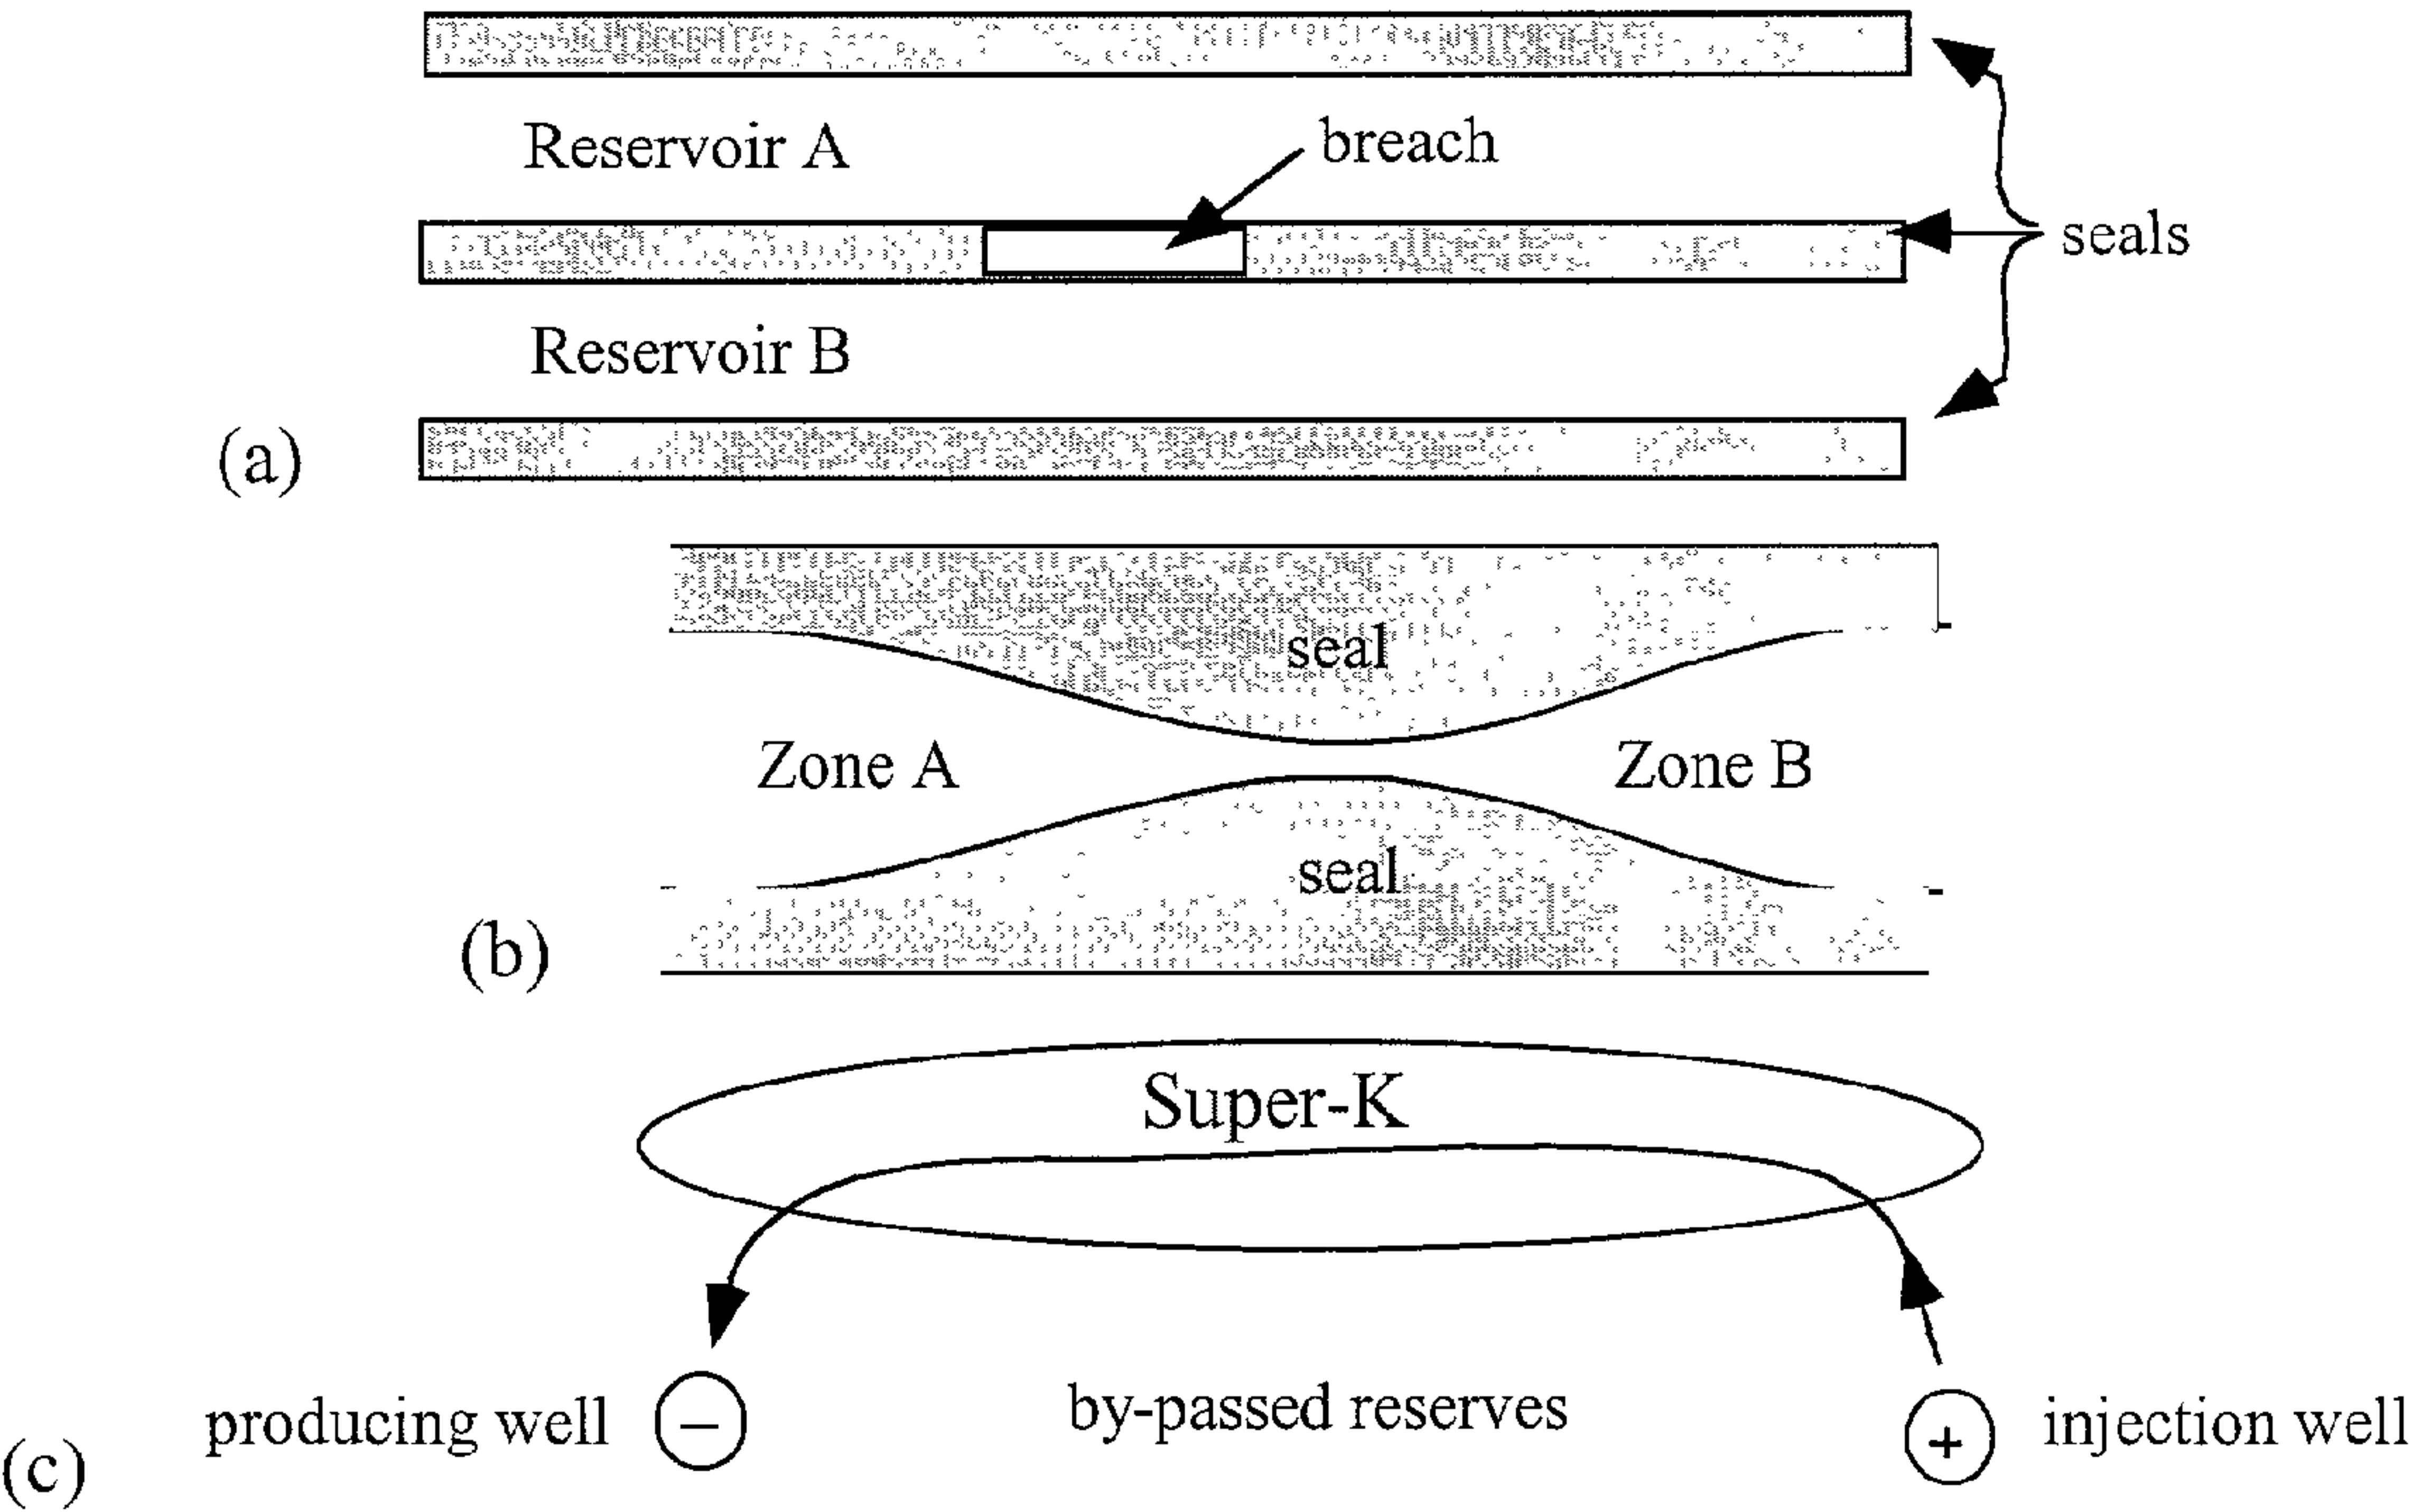 Reservoir A
breach
seals
Reservoir B
(a)
seal
Zone A
Zone B
seal
(b)
Super-K
producing well
−
by-passed reserves
+
injection well
(c)